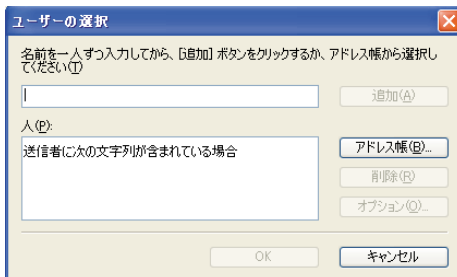 ユーザーの選択
名前を一人ずつ入力してから、[追加] ボタンをクリックするか、アドレス帳から選択し
てください(T)
追加(A)
人(P):
送信者に次の文字列が含まれている場合
アドレス帳(B)...
削除(R)
オプション(O)...
OK
キャンセル